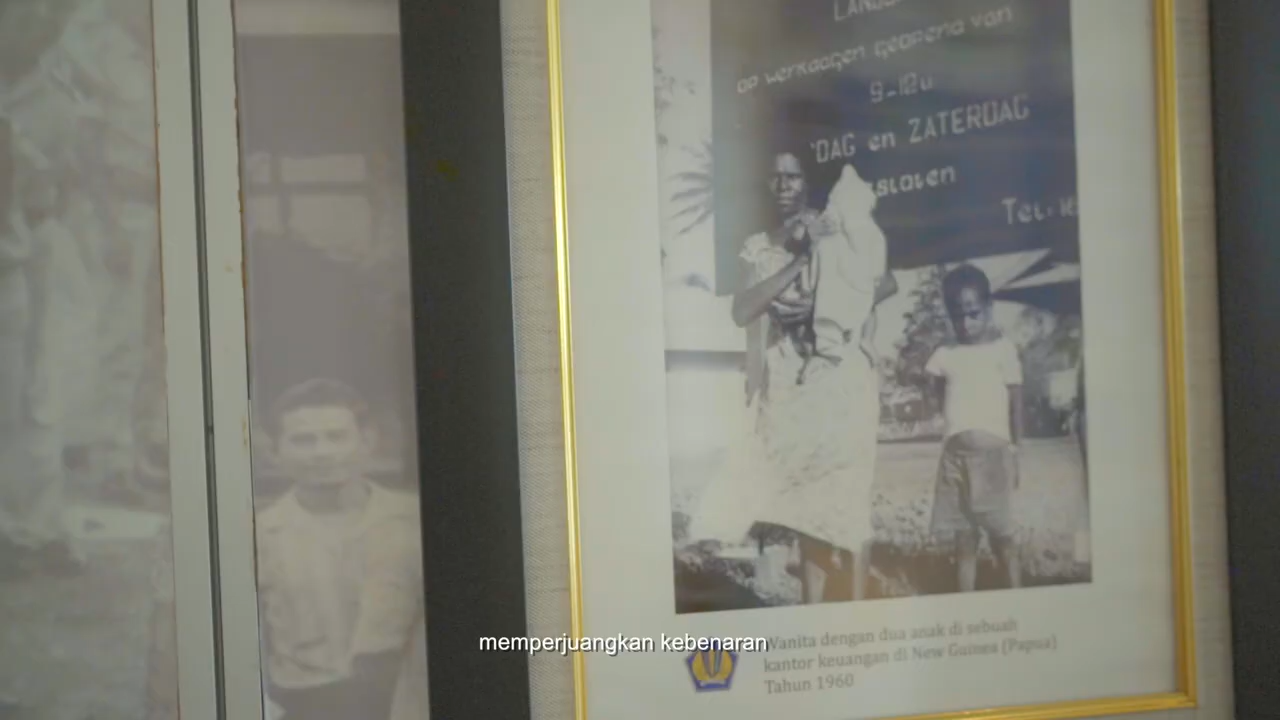 op werkdagen geopend van
9-12u
DAG en ZATERDAG
Tel.
memperjuangkan kebenaran
Wanita dengan dua anak di sebuah
kantor keuangan di New Guinea (Papua)
Tahun 1960